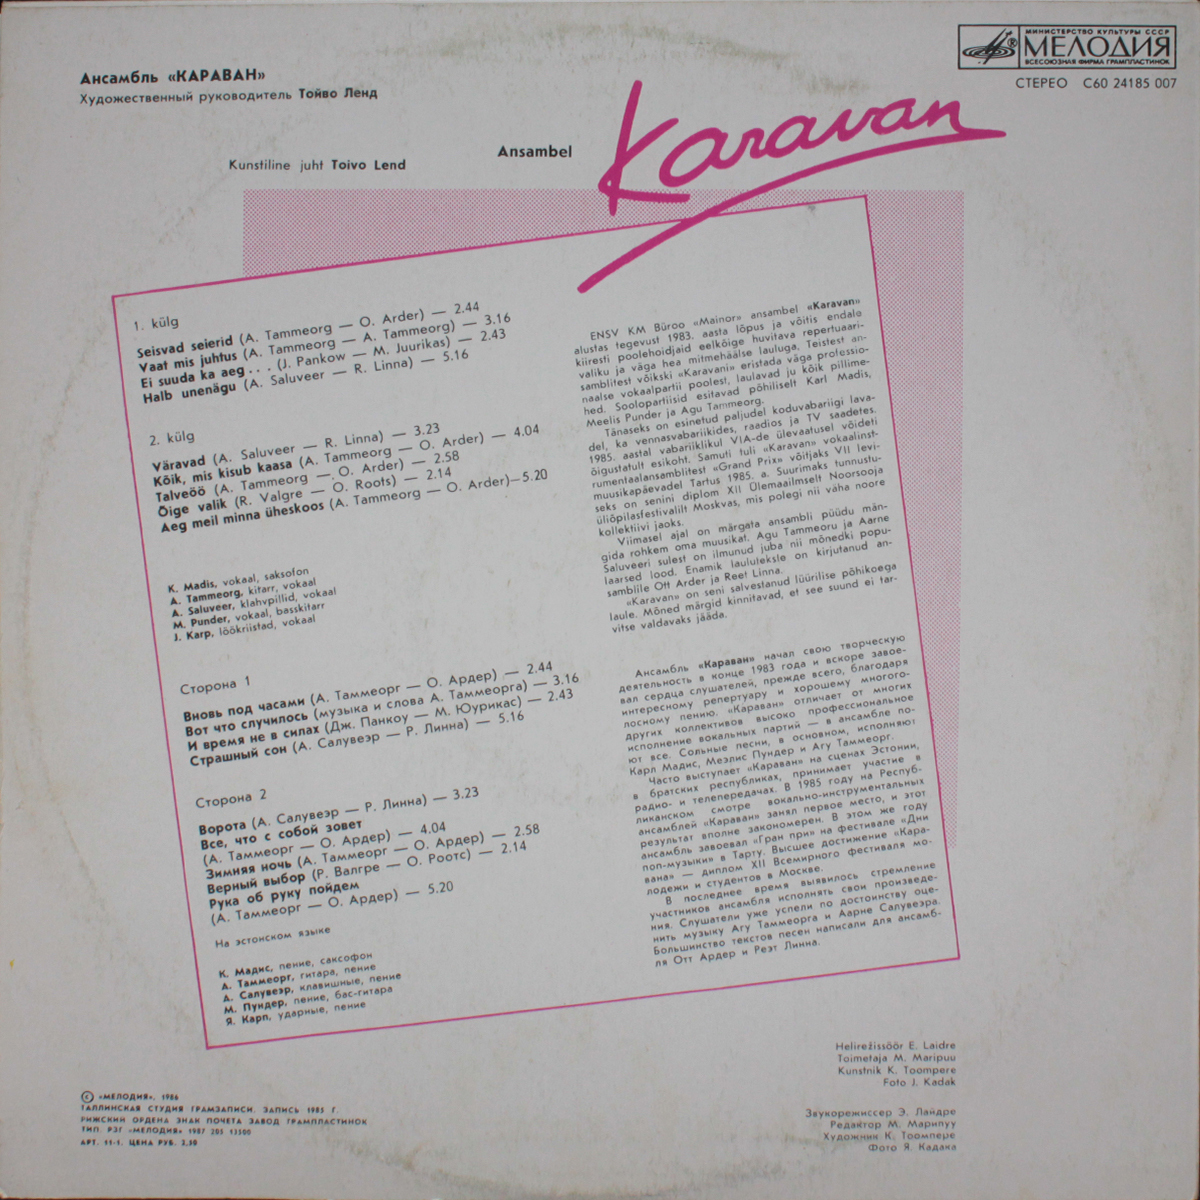 МИНИСТЕРСТВО КУЛЬТУРЫ СССР
МЕЛОДИЯ
ВСЕСОЮЗНАЯ ФИРМА ГРАМПЛАСТИНОК
СТЕРЕО С60 24185 007
Ансамбль «КАРАВАН»
Художественный руководитель Тойво Ленд
Kunstiline juht Toivo Lend
Ansambel
Karavan
1. külg
Seisvad seierid (A. Tammeorg — O. Arder) — 2.44
Vaat mis juhtus (A. Tammeorg — A. Tammeorg) — 3.16
Ei suuda ka aeg . . . (J. Pankow — M. Juurikas) — 2.43
Halb unenägu (A. Saluveer — R. Linna) — 5.16
2. külg
Väravad (A. Saluveer — R. Linna) — 3.23
Kõik, mis kisub kaasa (A. Tammeorg — O. Arder) — 4.04
Talveöö (A. Tammeorg — O. Arder) — 2.58
Õige valik (R. Valgre — O. Roots) — 2.14
Aeg meil minna üheskoos (A. Tammeorg — O. Arder)—5.20
K. Madis, vokaal, saksofon
A. Tammeorg, kitarr, vokaal
A. Saluveer, klahvpillid, vokaal
M. Punder, vokaal, basskitarr
J. Karp, löökriistad, vokaal
Сторона 1
Вновь под часами (А. Таммеорг — О. Ардер) — 2.44
Вот что случилось (музыка и слова А. Таммеорга) — 3.16
И время не в силах (Дж. Панкоу — М. Юурикас) — 2.43
Страшный сон (А. Салувеэр — Р. Линна) — 5.16
Сторона 2
Ворота (А. Салувеэр — Р. Линна) — 3.23
Все, что с собой зовет
(А. Таммеорг — О. Ардер) — 4.04
Зимняя ночь (А. Таммеорг — О. Ардер) — 2.58
Верный выбор (Р. Валгре — О. Роотс) — 2.14
Рука об руку пойдем
(А. Таммеорг — О. Ардер) — 5.20
На эстонском языке
К. Мадис, пение, саксофон
А. Таммеорг, гитара, пение
А. Салувеэр, клавишные, пение
М. Пундер, пение, бас-гитара
Я. Карп, ударные, пение
ENSV KM Büroo «Mainor» ansambel «Karavan»
alustas tegevust 1983. aasta lõpus ja võitis endale
kiiresti poolehoidjaid eelkõige huvitava repertuaari-
valiku ja väga hea mitmehäälse lauluga. Teistest an-
samblitest võikski «Karavani» eristada väga professio-
naalse vokaalpartii poolest, laulavad ju kõik pillime-
hed. Soolopartiisid esitavad põhiliselt Karl Madis,
Meelis Punder ja Agu Tammeorg.
Tänaseks on esinetud paljudel koduvabariigi lava-
del, ka vennasvabariikides, raadios ja TV saadetes.
1985. aastal vabariiklikul VIA-de ülevaatusel võideti
õigustatult esikoht. Samuti tuli «Karavan» vokaalinst-
rumentaalansamblitest «Grand Prix» võitjaks VII levi-
muusikapäevadel Tartus 1985. a. Suurimaks tunnustu-
seks on senini diplom XII Ülemaailmselt Noorsooja
üliõpilasfestivalilt Moskvas, mis polegi nii väha noore
kollektiivi jaoks.
Viimasel ajal on märgata ansambli püüdu män-
gida rohkem oma muusikat. Agu Tammeoru ja Aarne
Saluveeri sulest on ilmunud juba nii mõnedki popu-
laarsed lood. Enamik laulutekste on kirjutanud an-
samblile Ott Arder ja Reet Linna.
«Karavan» on seni salvestanud lüürilise põhikoega
laule. Mõned märgid kinnitavad, et see suund ei tar-
vitse valdavaks jääda.
Ансамбль «Караван» начал свою творческую
деятельность в конце 1983 года и вскоре завое-
вал сердца слушателей, прежде всего, благодаря
интересному репертуару и хорошему многого-
лосному пению. «Караван» отличает от многих
других коллективов высоко профессиональное
исполнение вокальных партий — в ансамбле по-
ют все. Сольные песни, в основном, исполняют
Карл Мадис, Меэлис Пундер и Агу Таммеорг.
Часто выступает «Караван» на сценах Эстонии,
в братских республиках, принимает участие в
радио- и телепередачах. В 1985 году на Респуб-
ликанском смотре вокально-инструментальных
ансамблей «Караван» занял первое место, и этот
результат вполне закономерен. В этом же году
ансамбль завоевал «Гран при» на фестивале «Дни
поп-музыки» в Тарту. Высшее достижение «Кара-
вана» — диплом XII Всемирного фестиваля мо-
лодежи и студентов в Москве.
В последнее время выявилось стремление
участников ансамбля исполнять свои произведе-
ния. Слушатели уже успели по достоинству оце-
нить музыку Агу Таммеорга и Аарне Салувеэра.
Большинство текстов песен написали для ансамб-
ля Отт Ардер и Реэт Линна.
Helirežissöör E. Laidre
Toimetaja M. Maripuu
Kunstnik K. Toompere
Foto J. Kadak
Звукорежиссер Э. Лайдре
Редактор М. Марипуу
Художник К. Тоомпере
Фото Я. Кадака
© «МЕЛОДИЯ», 1986
ТАЛЛИНСКАЯ СТУДИЯ ГРАМЗАПИСИ. ЗАПИСЬ 1985 Г.
РИЖСКИЙ ОРДЕНА ЗНАК ПОЧЕТА ЗАВОД ГРАМПЛАСТИНОК
ТИП. РЗГ «МЕЛОДИЯ» 1987 205 13500
АРТ. 11-1. ЦЕНА РУБ. 2,50